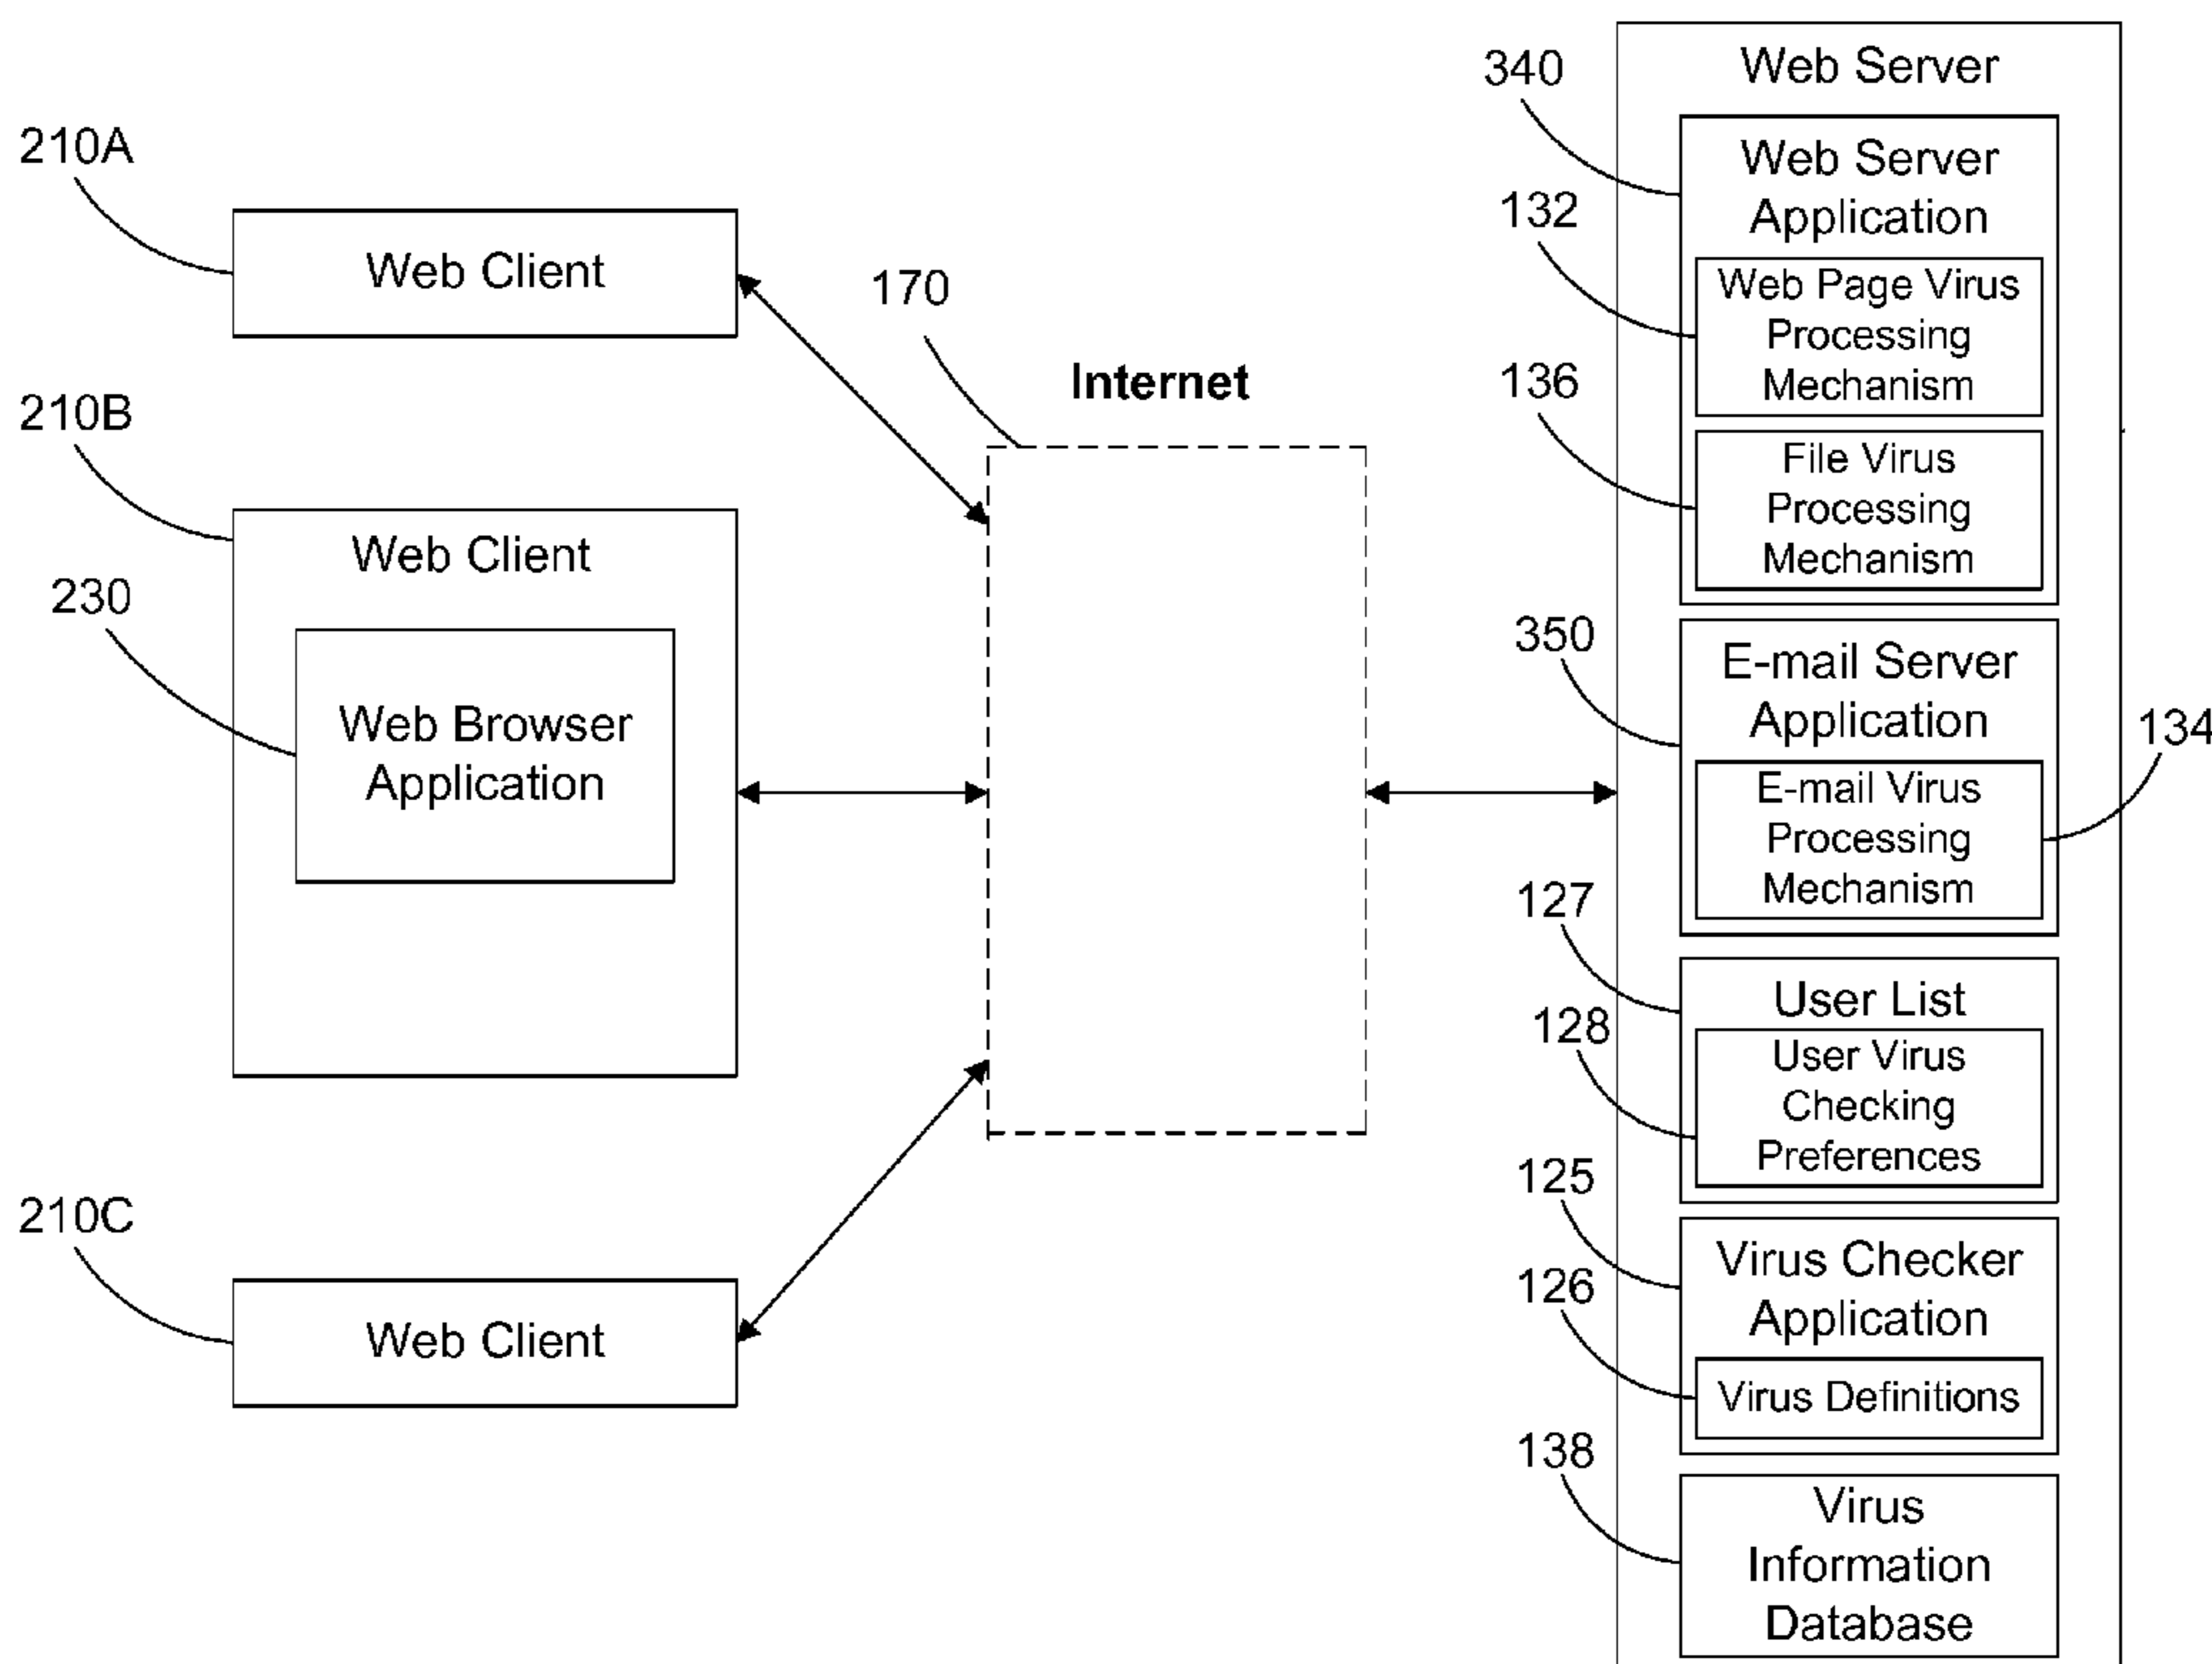 210A
Web Client
210B
Web Client
230
Web Browser
Application
210C
Web Client
170
Internet
Web Server
340
Web Server
Application
132
Web Page Virus
Processing
Mechanism
136
File Virus
Processing
Mechanism
350
E-mail Server
Application
134
E-mail Virus
Processing
Mechanism
127
User List
128
User Virus
Checking
Preferences
125
Virus Checker
Application
126
Virus Definitions
138
Virus
Information
Database